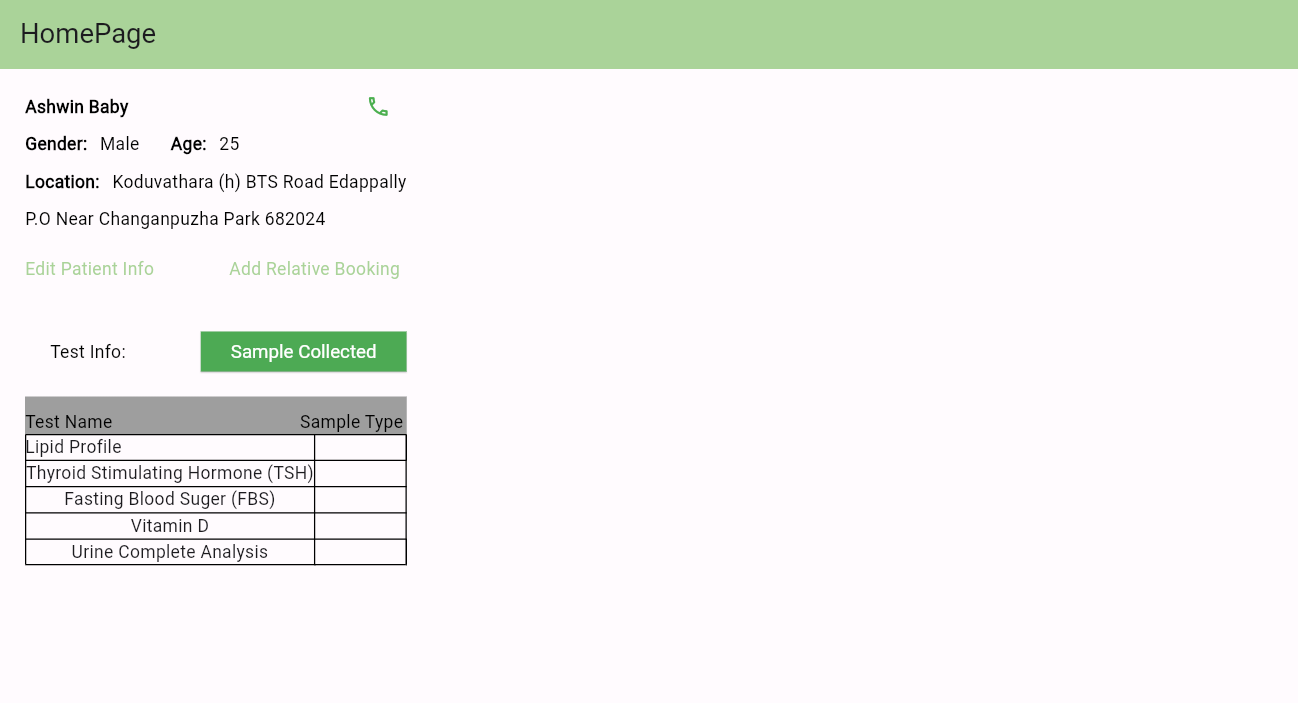 HomePage
Ashwin Baby
Gender: Male Age: 25
Location: Koduvathara (h) BTS Road Edappally
P.O Near Changanpuzha Park 682024
Edit Patient Info Add Relative Booking
Test Info: Sample Collected
Test Name Sample Type
Lipid Profile
Thyroid Stimulating Hormone (TSH)
Fasting Blood Suger (FBS)
Vitamin D
Urine Complete Analysis